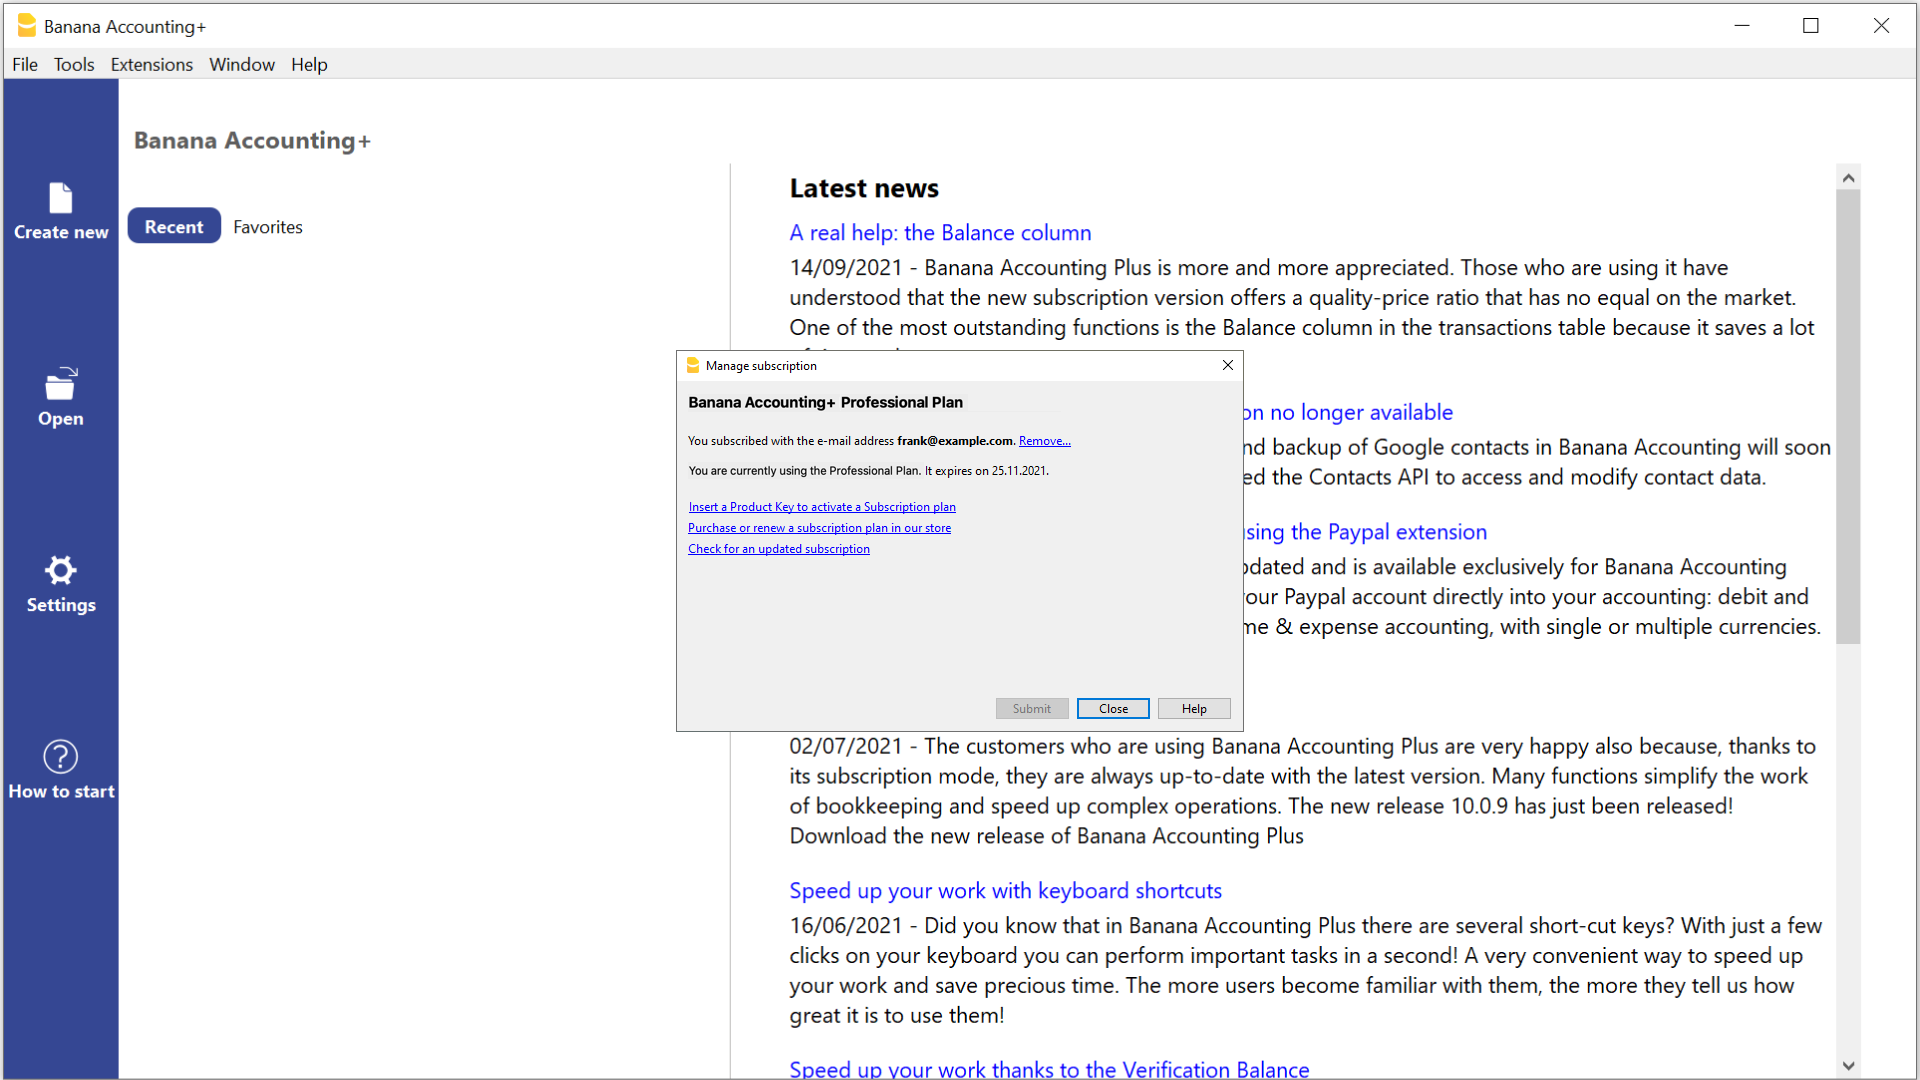 Banana Accounting+
File Tools Extensions Window Help
Create new
Open
Settings
How to start
Banana Accounting+
Recent Favorites
Latest news
A real help: the Balance column
14/09/2021 - Banana Accounting Plus is more and more appreciated. Those who are using it have
understood that the new subscription version offers a quality-price ratio that has no equal on the market.
One of the most outstanding functions is the Balance column in the transactions table because it saves a lot
no longer available
backup of Google contacts in Banana Accounting will soon
the Contacts API to access and modify contact data.
the Paypal extension
and is available exclusively for Banana Accounting
Paypal account directly into your accounting: debit and
& expense accounting, with single or multiple currencies.
Manage subscription
Banana Accounting+ Professional Plan
You subscribed with the e-mail address frank@example.com. Remove...
You are currently using the Professional Plan. It expires on 25.11.2021.
Insert a Product Key to activate a Subscription plan
Purchase or renew a subscription plan in our store
Check for an updated subscription
Submit Close Help
02/07/2021 - The customers who are using Banana Accounting Plus are very happy also because, thanks to
its subscription mode, they are always up-to-date with the latest version. Many functions simplify the work
of bookkeeping and speed up complex operations. The new release 10.0.9 has just been released!
Download the new release of Banana Accounting Plus
Speed up your work with keyboard shortcuts
16/06/2021 - Did you know that in Banana Accounting Plus there are several short-cut keys? With just a few
clicks on your keyboard you can perform important tasks in a second! A very convenient way to speed up
your work and save precious time. The more users become familiar with them, the more they tell us how
great it is to use them!
Speed up your work thanks to the Verification Balance